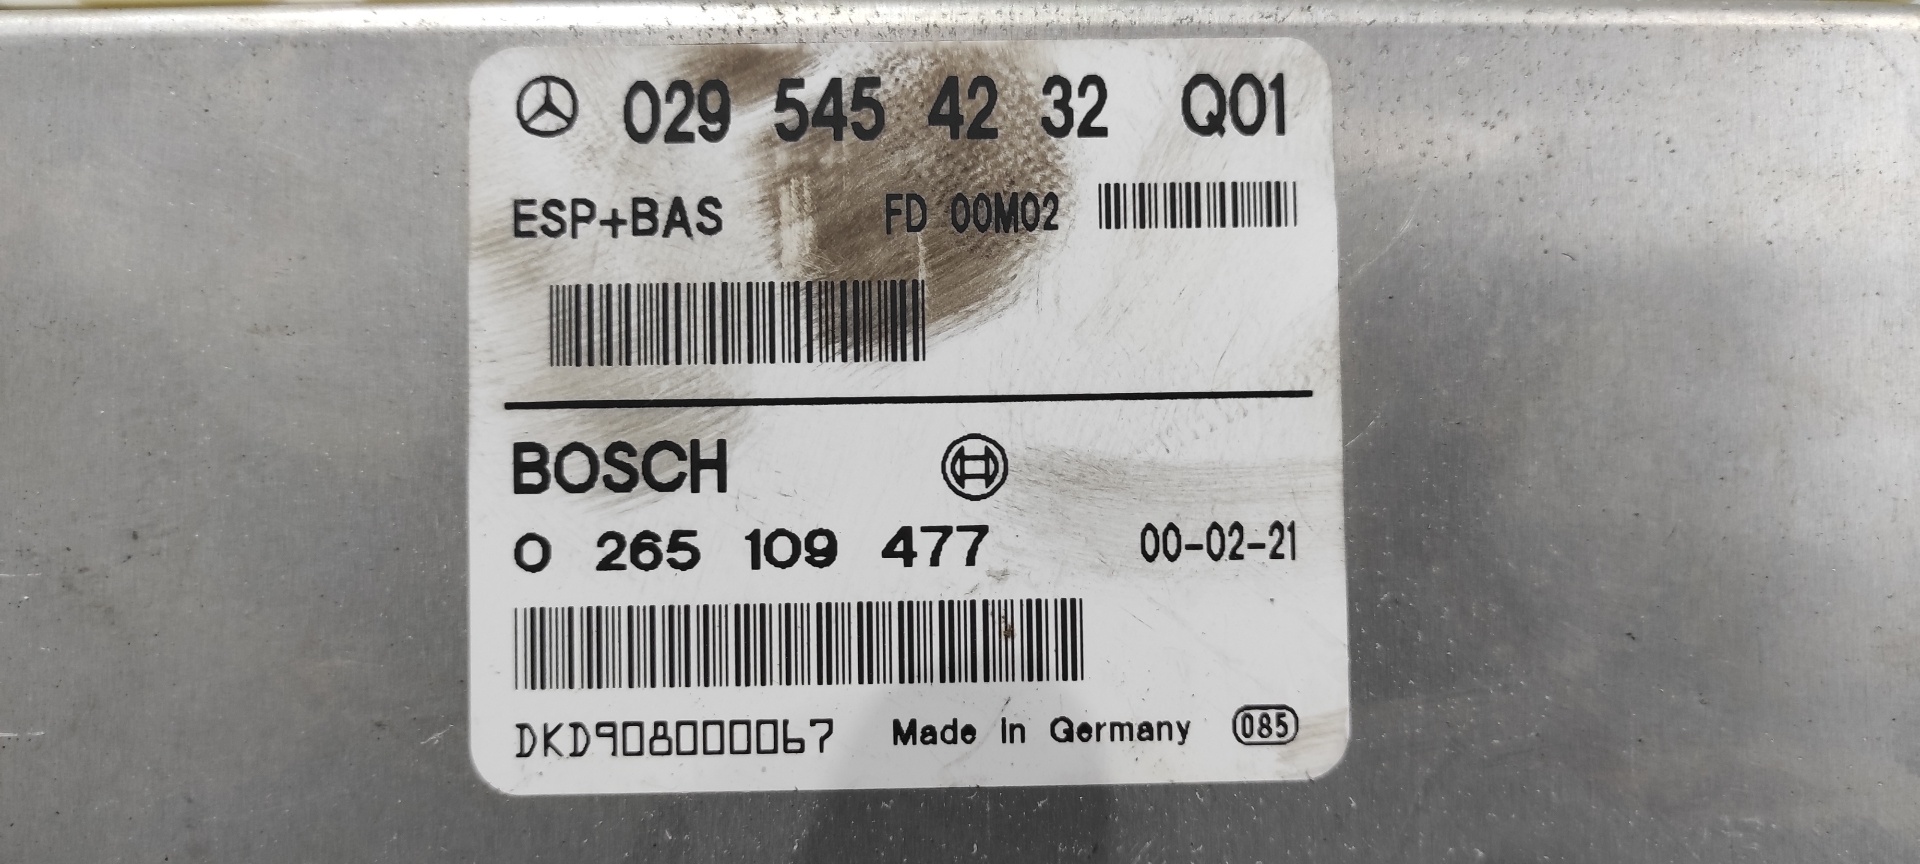 029 545 42 32 Q01
ESP+BAS FD 00M02
BOSCH
0 265 109 477 00-02-21
DKD908000067 Made in Germany 085